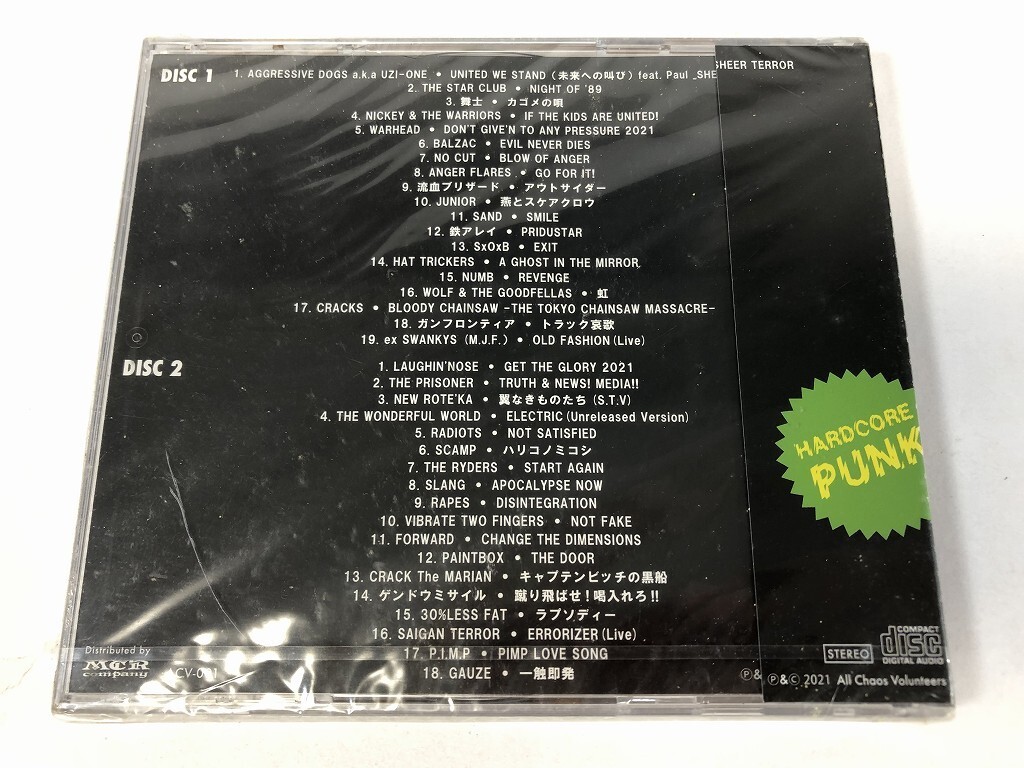 DISC 1
1. AGGRESSIVE DOGS a.k.a UZI-ONE • UNITED WE STAND (未来への叫び) feat. Paul _SHE SHEER TERROR
2. THE STAR CLUB • NIGHT OF '89
3. 舞士 • カゴメの唄
4. NICKEY & THE WARRIORS • IF THE KIDS ARE UNITED!
5. WARHEAD • DON'T GIVE'N TO ANY PRESSURE 2021
6. BALZAC • EVIL NEVER DIES
7. NO CUT • BLOW OF ANGER
8. ANGER FLARES • GO FOR IT!
9. 流血ブリザード • アウトサイダー
10. JUNIOR • 燕とスケアクロウ
11. SAND • SMILE
12. 鉄アレイ • PRIDUSTAR
13. SxOxB • EXIT
14. HAT TRICKERS • A GHOST IN THE MIRROR
15. NUMB • REVENGE
16. WOLF & THE GOODFELLAS • 虹
17. CRACKS • BLOODY CHAINSAW -THE TOKYO CHAINSAW MASSACRE-
18. ガンフロンティア • トラック哀歌
19. ex SWANKYS (M.J.F.) • OLD FASHION (Live)
DISC 2
1. LAUGHIN'NOSE • GET THE GLORY 2021
2. THE PRISONER • TRUTH & NEWS! MEDIA!!
3. NEW ROTE'KA • 翼なきものたち (S.T.V)
4. THE WONDERFUL WORLD • ELECTRIC (Unreleased Version)
5. RADIOTS • NOT SATISFIED
6. SCAMP • ハリコノミコシ
7. THE RYDERS • START AGAIN
8. SLANG • APOCALYPSE NOW
9. RAPES • DISINTEGRATION
10. VIBRATE TWO FINGERS • NOT FAKE
11. FORWARD • CHANGE THE DIMENSIONS
12. PAINTBOX • THE DOOR
13. CRACK The MARIAN • キャプテンビッチの黒船
14. ゲンドウミサイル • 蹴り飛ばせ!喝入れろ!!
15. 30%LESS FAT • ラプソディー
16. SAIGAN TERROR • ERRORIZER (Live)
17. P.I.M.P • PIMP LOVE SONG
18. GAUZE • 一触即発
HARDCORE
PUNK
Distributed by
MCR
company
STEREO
COMPACT
disc
DIGITAL AUDIO
℗& ℗&© 2021 All Chaos Volunteers